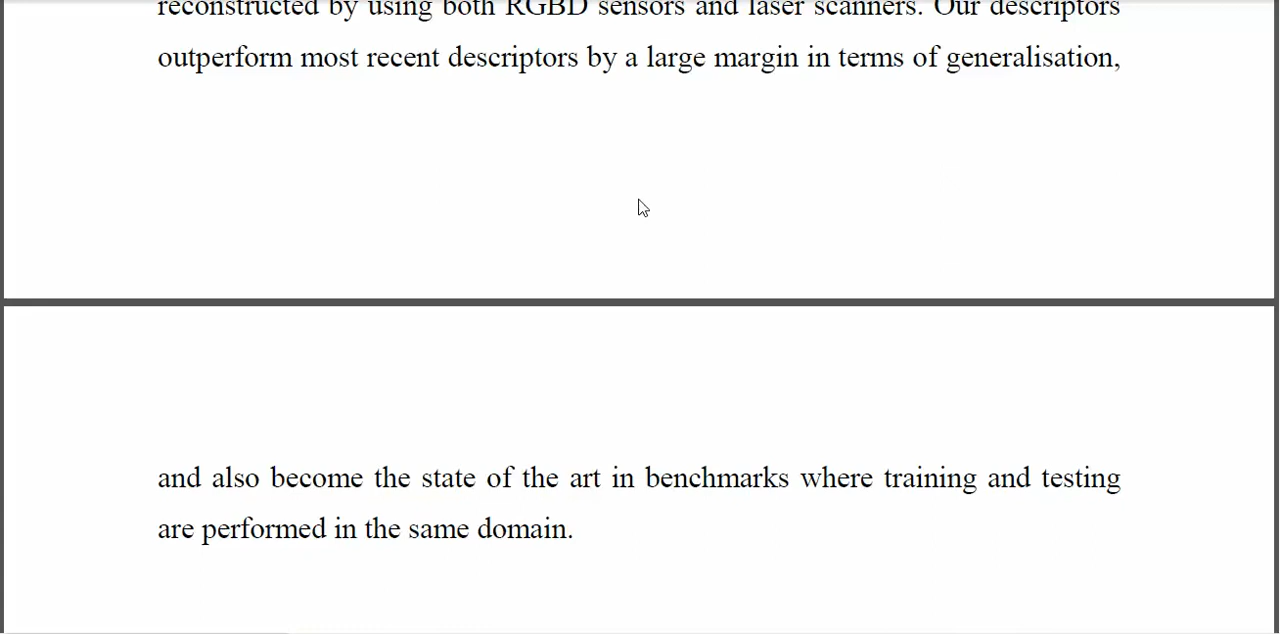 reconstructed by using both RGBD sensors and laser scanners. Our descriptors
outperform most recent descriptors by a large margin in terms of generalisation,
and also become the state of the art in benchmarks where training and testing
are performed in the same domain.